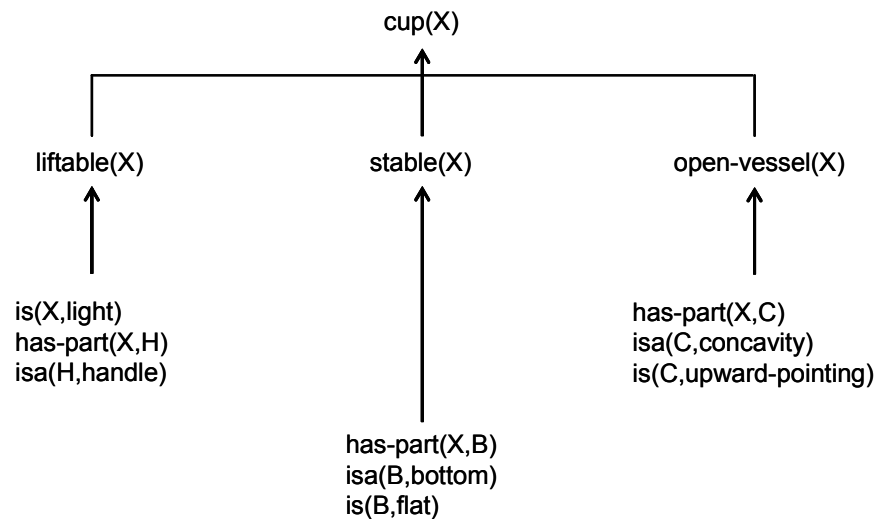 cup(X)
liftable(X)
stable(X)
open-vessel(X)
is(X,light)
has-part(X,H)
isa(H,handle)
has-part(X,C)
isa(C,concavity)
is(C,upward-pointing)
has-part(X,B)
isa(B,bottom)
is(B,flat)